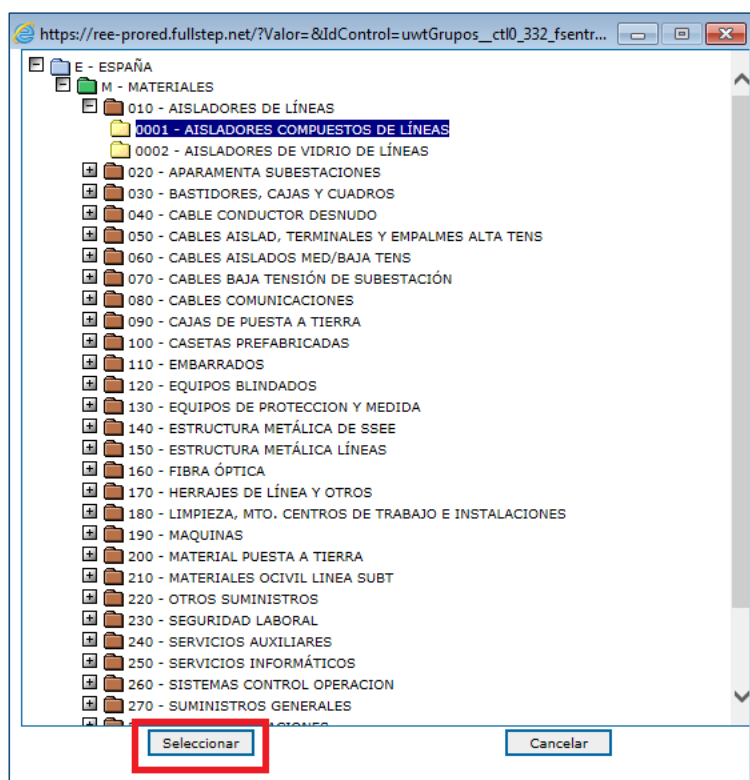 https://ree-prored.fullstep.net/?Valor=&IdControl=uwtGrupos__ctl0_332_fsentr...
E - ESPAÑA
M - MATERIALES
010 - AISLADORES DE LÍNEAS
0001 - AISLADORES COMPUESTOS DE LÍNEAS
0002 - AISLADORES DE VIDRIO DE LÍNEAS
020 - APARAMENTA SUBESTACIONES
030 - BASTIDORES, CAJAS Y CUADROS
040 - CABLE CONDUCTOR DESNUDO
050 - CABLES AISLAD, TERMINALES Y EMPALMES ALTA TENS
060 - CABLES AISLADOS MED/BAJA TENS
070 - CABLES BAJA TENSIÓN DE SUBESTACIÓN
080 - CABLES COMUNICACIONES
090 - CAJAS DE PUESTA A TIERRA
100 - CASETAS PREFABRICADAS
110 - EMBARRADOS
120 - EQUIPOS BLINDADOS
130 - EQUIPOS DE PROTECCION Y MEDIDA
140 - ESTRUCTURA METÁLICA DE SSEE
150 - ESTRUCTURA METÁLICA LÍNEAS
160 - FIBRA ÓPTICA
170 - HERRAJES DE LÍNEA Y OTROS
180 - LIMPIEZA, MTO. CENTROS DE TRABAJO E INSTALACIONES
190 - MAQUINAS
200 - MATERIAL PUESTA A TIERRA
210 - MATERIALES OCIVIL LINEA SUBT
220 - OTROS SUMINISTROS
230 - SEGURIDAD LABORAL
240 - SERVICIOS AUXILIARES
250 - SERVICIOS INFORMÁTICOS
260 - SISTEMAS CONTROL OPERACION
270 - SUMINISTROS GENERALES
Seleccionar Cancelar